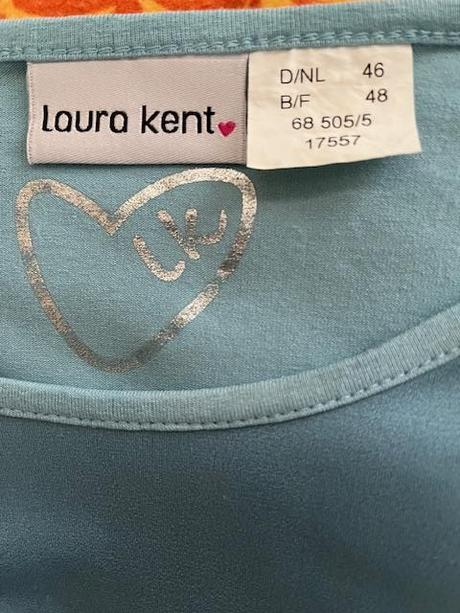 laura kent
D/NL 46
B/F 48
68 505/5
17557
LK